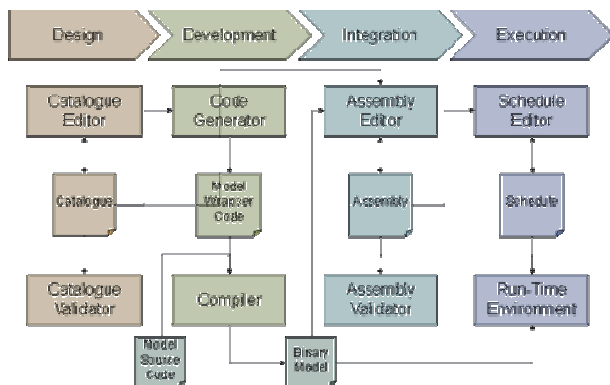 Design
Development
Integration
Execution
Catalogue
Editor
Code
Generator
Assembly
Editor
Schedule
Editor
Catalogue
Model
Wrapper
Code
Assembly
Schedule
Catalogue
Validator
Compiler
Assembly
Validator
Run-Time
Environment
Model
Source
Code
Binary
Model